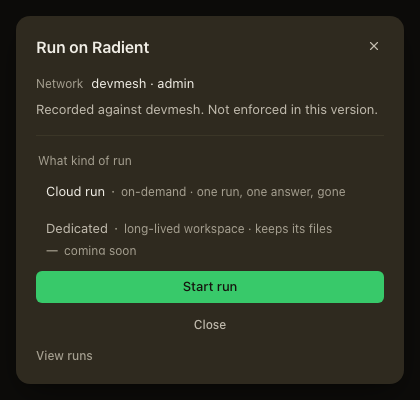 Run on Radient
×
Network devmesh · admin
Recorded against devmesh. Not enforced in this version.
What kind of run
Cloud run · on-demand · one run, one answer, gone
Dedicated · long-lived workspace · keeps its files
— coming soon
Start run
Close
View runs